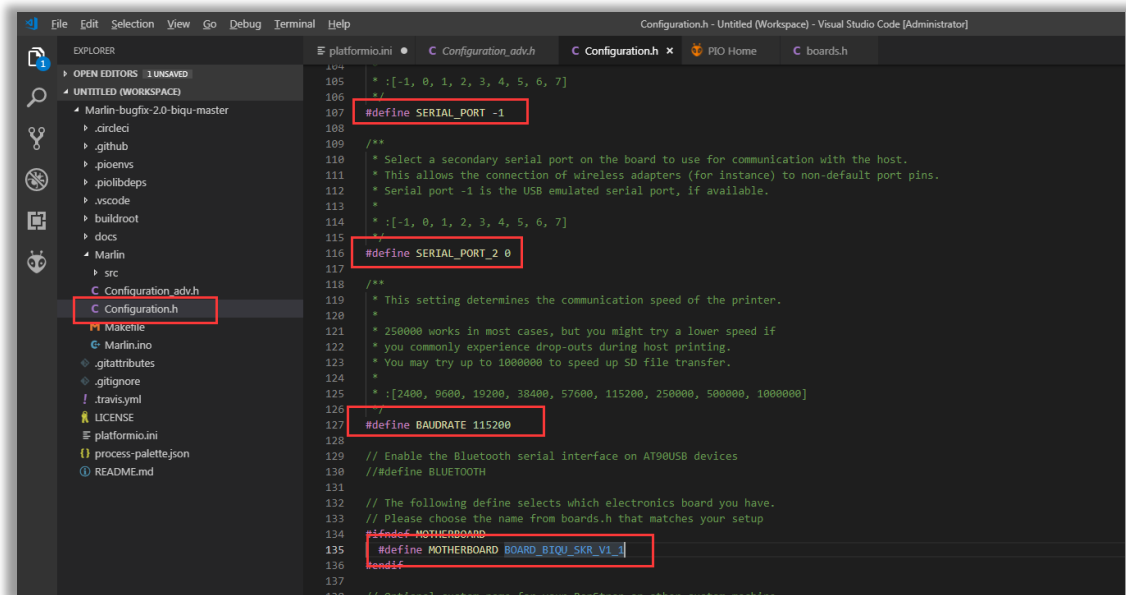 File Edit Selection View Go Debug Terminal Help Configuration.h - Untitled (Workspace) - Visual Studio Code [Administrator]
EXPLORER
OPEN EDITORS 1 UNSAVED
UNTITLED (WORKSPACE)
Marlin-bugfix-2.0-biqu-master
.circleci
.github
.pioenvs
.piolibdeps
.vscode
buildroot
docs
Marlin
src
Configuration_adv.h
Configuration.h
Makefile
Marlin.ino
.gitattributes
.gitignore
.travis.yml
LICENSE
platformio.ini
process-palette.json
README.md
platformio.ini Configuration_adv.h Configuration.h × PIO Home boards.h
104 *
105 * :[-1, 0, 1, 2, 3, 4, 5, 6, 7]
106 */
107 #define SERIAL_PORT -1
108
109 /**
110 * Select a secondary serial port on the board to use for communication with the host.
111 * This allows the connection of wireless adapters (for instance) to non-default port pins.
112 * Serial port -1 is the USB emulated serial port, if available.
113 *
114 * :[-1, 0, 1, 2, 3, 4, 5, 6, 7]
115 */
116 #define SERIAL_PORT_2 0
117
118 /**
119 * This setting determines the communication speed of the printer.
120 *
121 * 250000 works in most cases, but you might try a lower speed if
122 * you commonly experience drop-outs during host printing.
123 * You may try up to 1000000 to speed up SD file transfer.
124 *
125 * :[2400, 9600, 19200, 38400, 57600, 115200, 250000, 500000, 1000000]
126 */
127 #define BAUDRATE 115200
128
129 // Enable the Bluetooth serial interface on AT90USB devices
130 //#define BLUETOOTH
131
132 // The following define selects which electronics board you have.
133 // Please choose the name from boards.h that matches your setup
134 #ifndef MOTHERBOARD
135 #define MOTHERBOARD BOARD_BIQU_SKR_V1_1
136 #endif
137